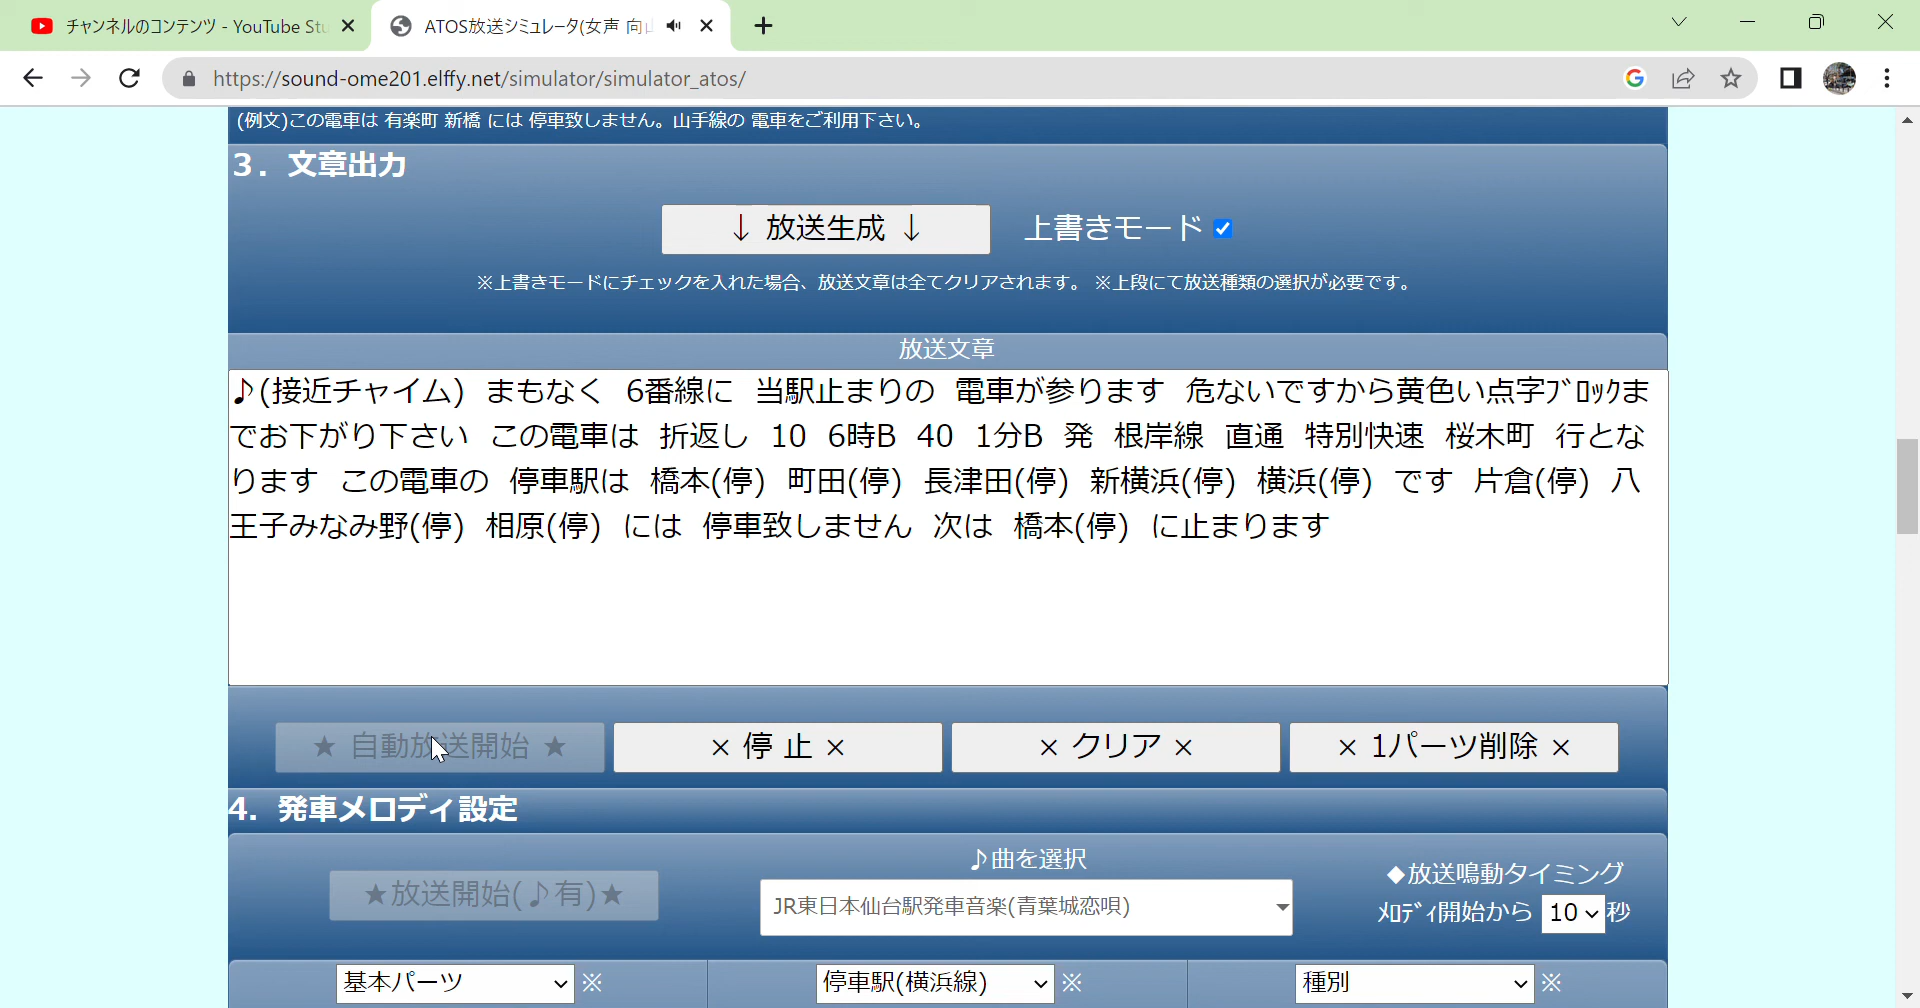 チャンネルのコンテンツ - YouTube Stu
ATOS放送シミュレータ(女声 向山
https://sound-ome201.elffy.net/simulator/simulator_atos/
(例文)この電車は 有楽町 新橋 には 停車致しません。山手線の 電車をご利用下さい。
3．文章出力
↓ 放送生成 ↓
上書きモード
※上書きモードにチェックを入れた場合、放送文章は全てクリアされます。 ※上段にて放送種類の選択が必要です。
放送文章
♪(接近チャイム) まもなく 6番線に 当駅止まりの 電車が参ります 危ないですから黄色い点字ﾌﾞﾛｯｸま
でお下がり下さい この電車は 折返し 10 6時B 40 1分B 発 根岸線 直通 特別快速 桜木町 行とな
ります この電車の 停車駅は 橋本(停) 町田(停) 長津田(停) 新横浜(停) 横浜(停) です 片倉(停) 八
王子みなみ野(停) 相原(停) には 停車致しません 次は 橋本(停) に止まります
★ 自動放送開始 ★
× 停 止 ×
× クリア ×
× 1パーツ削除 ×
4. 発車メロディ設定
★放送開始(♪有)★
♪曲を選択
JR東日本仙台駅発車音楽(青葉城恋唄)
◆放送鳴動タイミング
ﾒﾛﾃﾞｨ開始から 10 秒
基本パーツ ※
停車駅(横浜線) ※
種別 ※